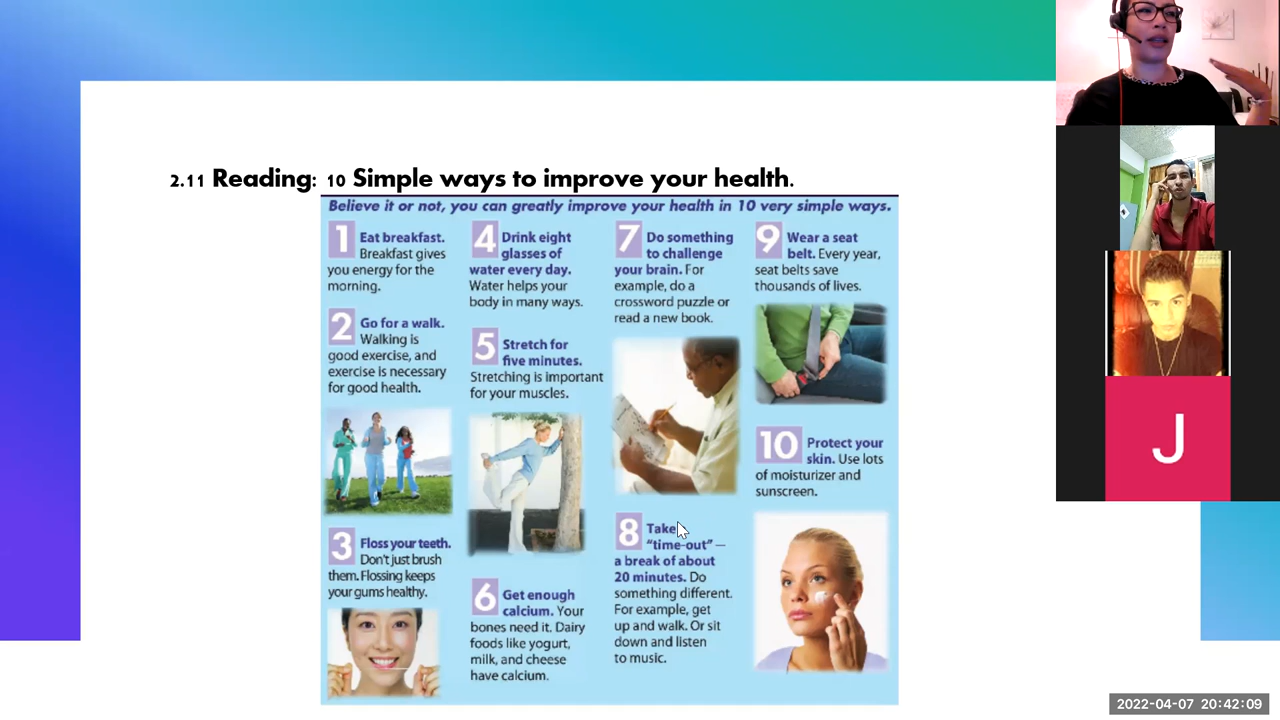 2.11 Reading: 10 Simple ways to improve your health.
Believe it or not, you can greatly improve your health in 10 very simple ways.
1 Eat breakfast.
Breakfast gives
you energy for the
morning.
2 Go for a walk.
Walking is
good exercise, and
exercise is necessary
for good health.
3 Floss your teeth.
Don't just brush
them. Flossing keeps
your gums healthy.
4 Drink eight
glasses of
water every day.
Water helps your
body in many ways.
5 Stretch for
five minutes.
Stretching is important
for your muscles.
6 Get enough
calcium. Your
bones need it. Dairy
foods like yogurt,
milk, and cheese
have calcium.
7 Do something
to challenge
your brain. For
example, do a
crossword puzzle or
read a new book.
8 Take
"time-out" —
a break of about
20 minutes. Do
something different.
For example, get
up and walk. Or sit
down and listen
to music.
9 Wear a seat
belt. Every year,
seat belts save
thousands of lives.
10 Protect your
skin. Use lots
of moisturizer and
sunscreen.
J
2022-04-07 20:42:09